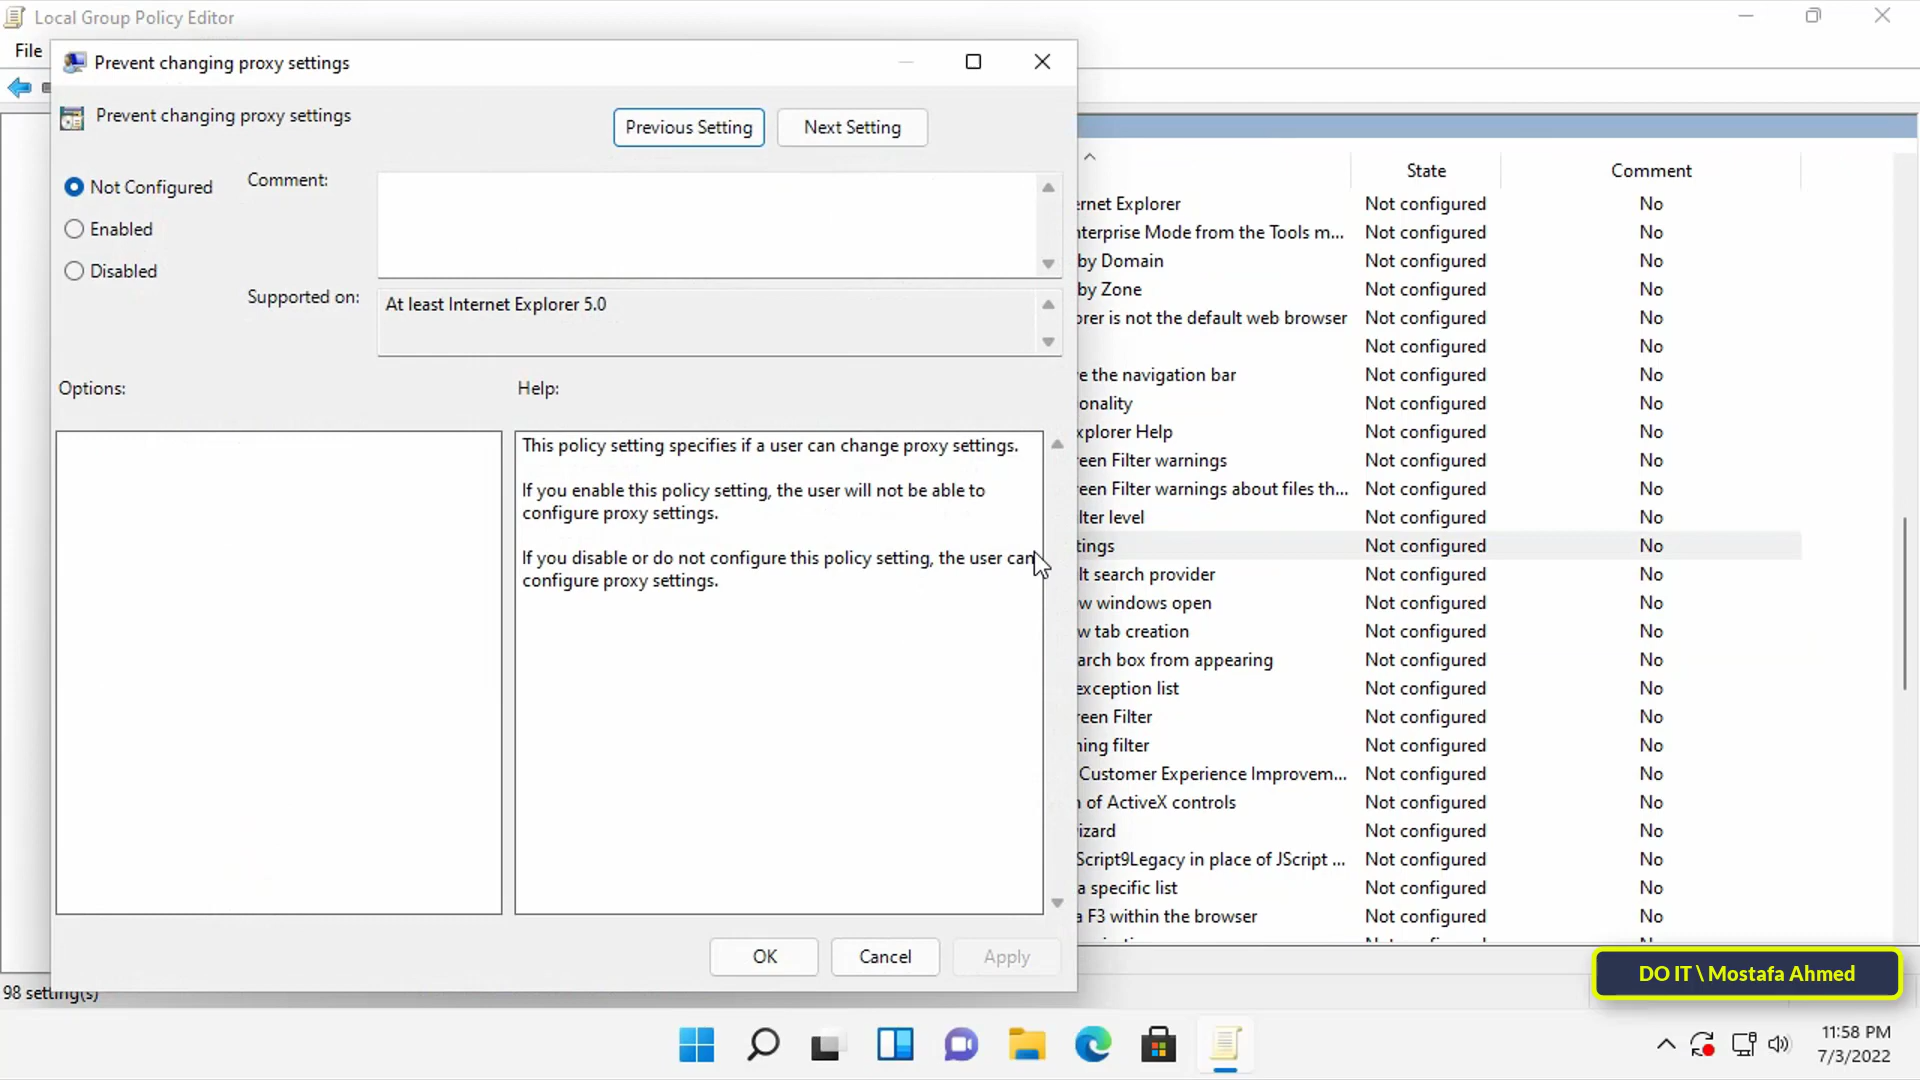 Local Group Policy Editor
File
Prevent changing proxy settings
Prevent changing proxy settings
Previous Setting
Next Setting
Not Configured
Enabled
Disabled
Comment:
Supported on:
At least Internet Explorer 5.0
Options:
Help:
This policy setting specifies if a user can change proxy settings.
If you enable this policy setting, the user will not be able to
configure proxy settings.
If you disable or do not configure this policy setting, the user can
configure proxy settings.
OK
Cancel
Apply
State Comment
ernet Explorer Not configured No
nterprise Mode from the Tools m... Not configured No
by Domain Not configured No
by Zone Not configured No
orer is not the default web browser Not configured No
Not configured No
e the navigation bar Not configured No
onality Not configured No
xplorer Help Not configured No
reen Filter warnings Not configured No
reen Filter warnings about files th... Not configured No
lter level Not configured No
tings Not configured No
lt search provider Not configured No
w windows open Not configured No
w tab creation Not configured No
arch box from appearing Not configured No
exception list Not configured No
reen Filter Not configured No
ning filter Not configured No
Customer Experience Improvem... Not configured No
n of ActiveX controls Not configured No
izard Not configured No
Script9Legacy in place of JScript ... Not configured No
a specific list Not configured No
a F3 within the browser Not configured No
98 setting(s)
DO IT \ Mostafa Ahmed
11:58 PM
7/3/2022